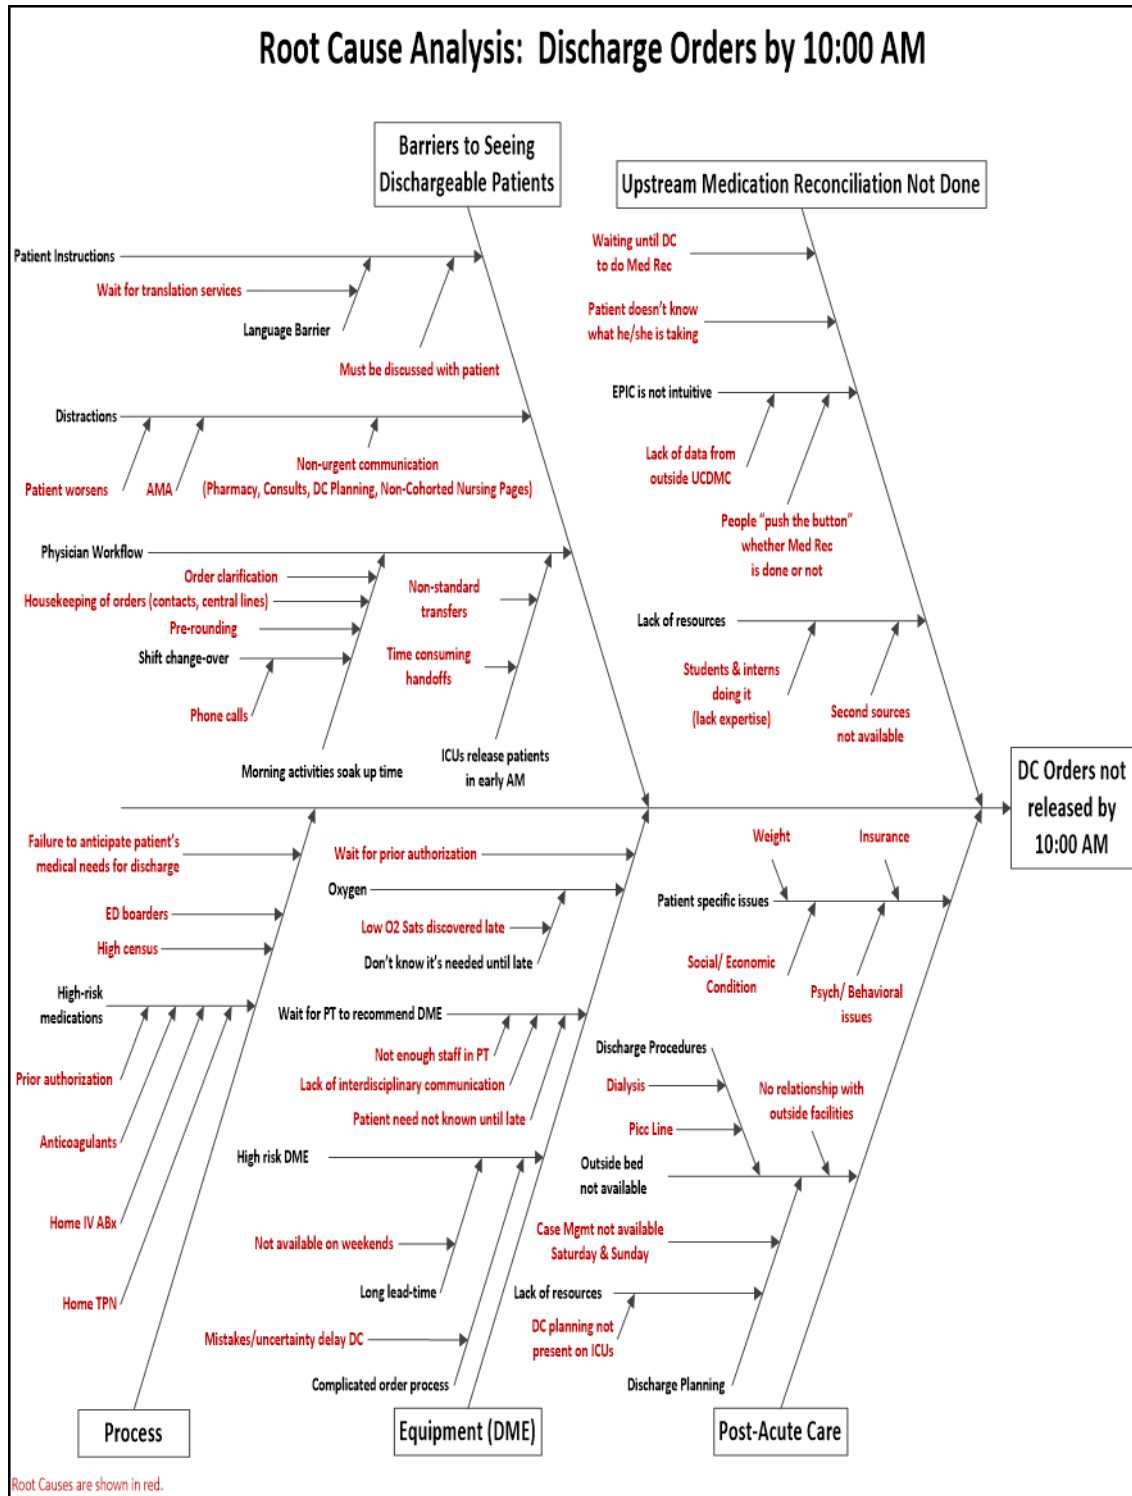 Root Cause Analysis:  Discharge Orders by 10:00 AM
Barriers to Seeing
Dischargeable Patients
Upstream Medication Reconciliation Not Done
Patient Instructions
Wait for translation services
Language Barrier
Must be discussed with patient
Distractions
Patient worsens
AMA
Non-urgent communication
(Pharmacy, Consults, DC Planning, Non-Cohorted Nursing Pages)
Physician Workflow
Order clarification
Housekeeping of orders (contacts, central lines)
Pre-rounding
Shift change-over
Phone calls
Morning activities soak up time
Non-standard
transfers
Time consuming
handoffs
ICUs release patients
in early AM
Waiting until DC
to do Med Rec
Patient doesn't know
what he/she is taking
EPIC is not intuitive
Lack of data from
outside UCDMC
People “push the button”
whether Med Rec
is done or not
Lack of resources
Students & interns
doing it
(lack expertise)
Second sources
not available
DC Orders not
released by
10:00 AM
Failure to anticipate patient's
medical needs for discharge
ED boarders
High census
High-risk
medications
Prior authorization
Anticoagulants
Home IV ABx
Home TPN
Process
Wait for prior authorization
Oxygen
Low O2 Sats discovered late
Don't know it's needed until late
Wait for PT to recommend DME
Not enough staff in PT
Lack of interdisciplinary communication
Patient need not known until late
High risk DME
Not available on weekends
Long lead-time
Mistakes/uncertainty delay DC
Complicated order process
Equipment (DME)
Weight
Insurance
Patient specific issues
Social/ Economic
Condition
Psych/ Behavioral
issues
Discharge Procedures
Dialysis
Picc Line
No relationship with
outside facilities
Outside bed
not available
Case Mgmt not available
Saturday & Sunday
Lack of resources
DC planning not
present on ICUs
Discharge Planning
Post-Acute Care
Root Causes are shown in red.